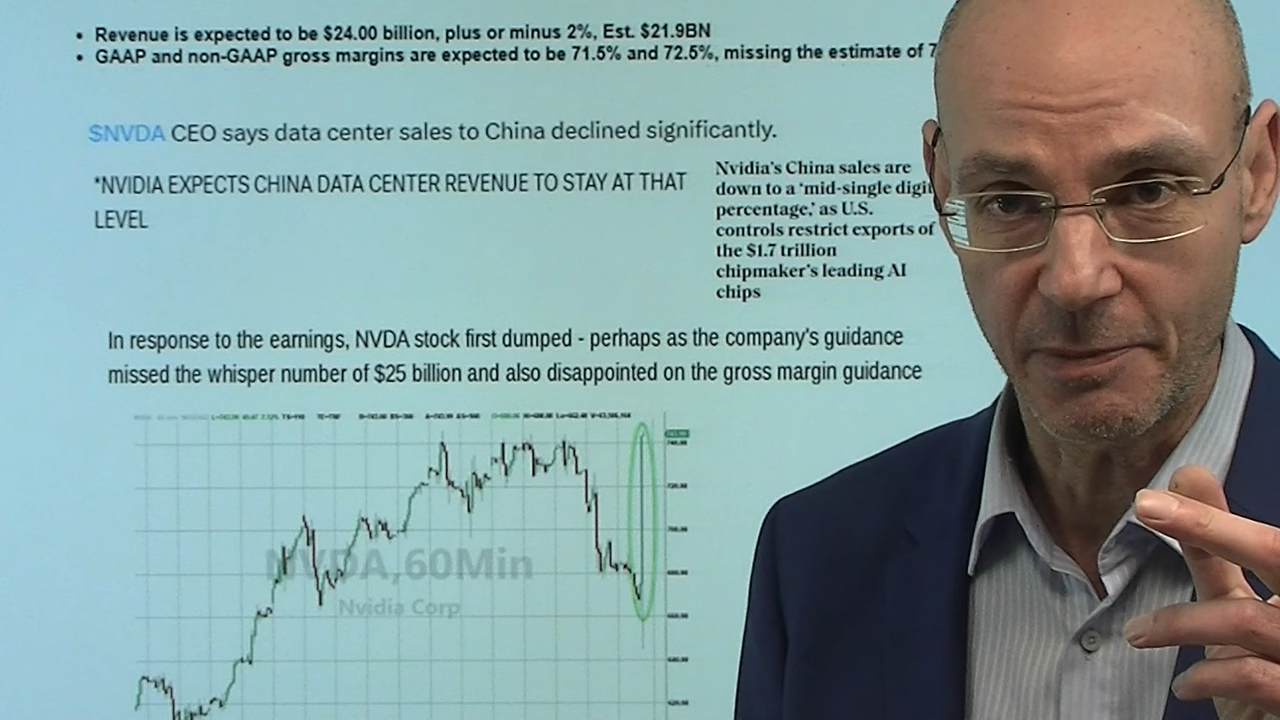 Revenue is expected to be $24.00 billion, plus or minus 2%, Est. $21.9BN
GAAP and non-GAAP gross margins are expected to be 71.5% and 72.5%, missing the estimate of 7
$NVDA CEO says data center sales to China declined significantly.
*NVIDIA EXPECTS CHINA DATA CENTER REVENUE TO STAY AT THAT
LEVEL
Nvidia's China sales are
down to a 'mid-single digit
percentage,' as U.S.
controls restrict exports of
the $1.7 trillion
chipmaker's leading AI
chips
In response to the earnings, NVDA stock first dumped - perhaps as the company's guidance
missed the whisper number of $25 billion and also disappointed on the gross margin guidance
NVDA,60Min
Nvidia Corp